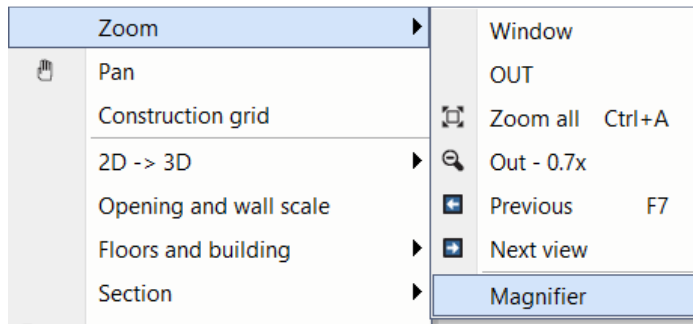 Zoom
Pan
Construction grid
2D -> 3D
Opening and wall scale
Floors and building
Section
Window
OUT
Zoom all Ctrl+A
Out - 0.7x
Previous F7
Next view
Magnifier